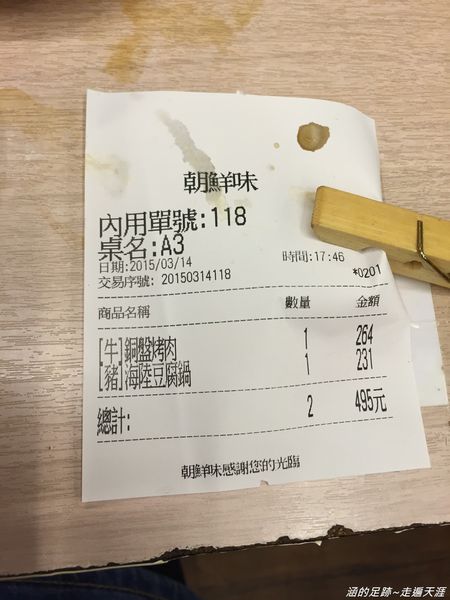 朝鮮味
內用單號:118
桌名:A3
日期:2015/03/14 時間:17:46
交易序號: 20150314118 *0201
商品名稱 數量 金額
[牛]銅盤烤肉 1 264
[豬]海陸豆腐鍋 1 231
總計: 2 495元
朝鮮味感謝您的光臨
涵的足跡~走遍天涯